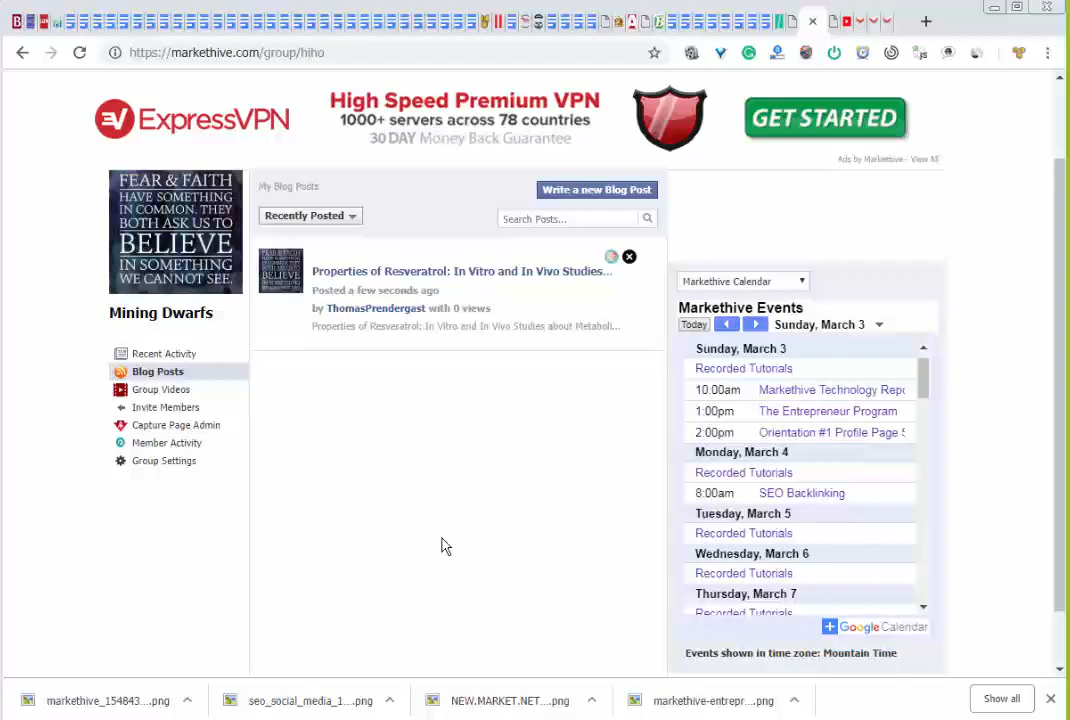 https://markethive.com/group/hiho
ExpressVPN
High Speed Premium VPN
1000+ servers across 78 countries
30 DAY Money Back Guarantee
GET STARTED
Ads by Markethive - View All
FEAR & FAITH
HAVE SOMETHING
IN COMMON. THEY
BOTH ASK US TO
BELIEVE
IN SOMETHING
WE CANNOT SEE.
Mining Dwarfs
Recent Activity
Blog Posts
Group Videos
Invite Members
Capture Page Admin
Member Activity
Group Settings
My Blog Posts
Write a new Blog Post
Recently Posted
Search Posts...
Properties of Resveratrol: In Vitro and In Vivo Studies...
Posted a few seconds ago
by ThomasPrendergast with 0 views
Properties of Resveratrol: In Vitro and In Vivo Studies about Metaboli...
Markethive Calendar
Markethive Events
Today Sunday, March 3
Sunday, March 3
Recorded Tutorials
10:00am Markethive Technology Repo
1:00pm The Entrepreneur Program
2:00pm Orientation #1 Profile Page S
Monday, March 4
Recorded Tutorials
8:00am SEO Backlinking
Tuesday, March 5
Recorded Tutorials
Wednesday, March 6
Recorded Tutorials
Thursday, March 7
Recorded Tutorials
Google Calendar
Events shown in time zone: Mountain Time
markethive_154843....png
seo_social_media_1....png
NEW.MARKET.NET....png
markethive-entrepr....png
Show all